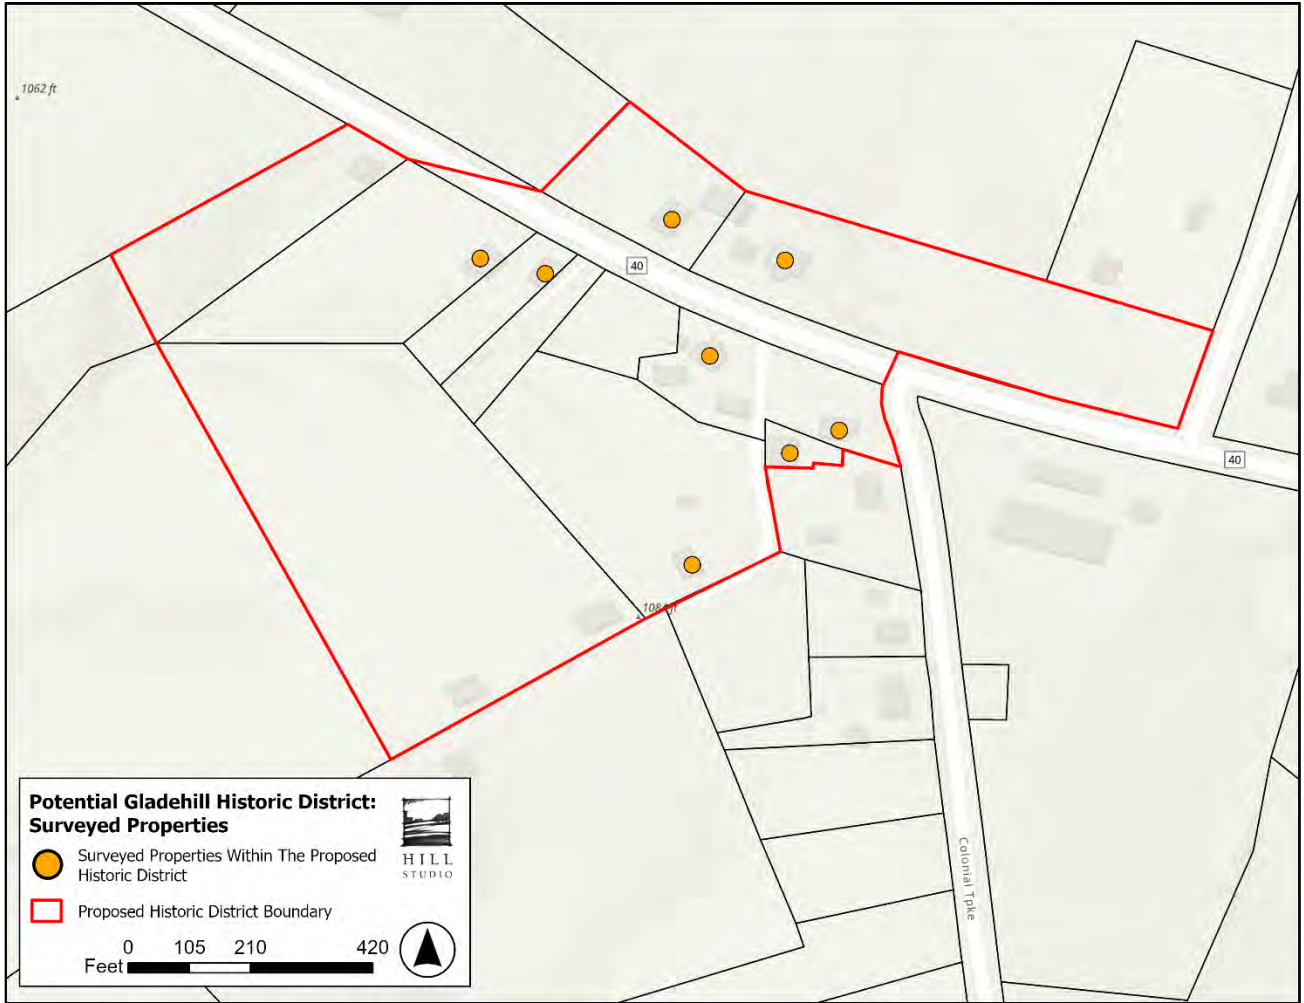 1062 ft
40
40
1084 ft
Colonial Tpke
Potential Gladehill Historic District:
Surveyed Properties
Surveyed Properties Within The Proposed
Historic District
Proposed Historic District Boundary
0 105 210 420
Feet
HILL
STUDIO